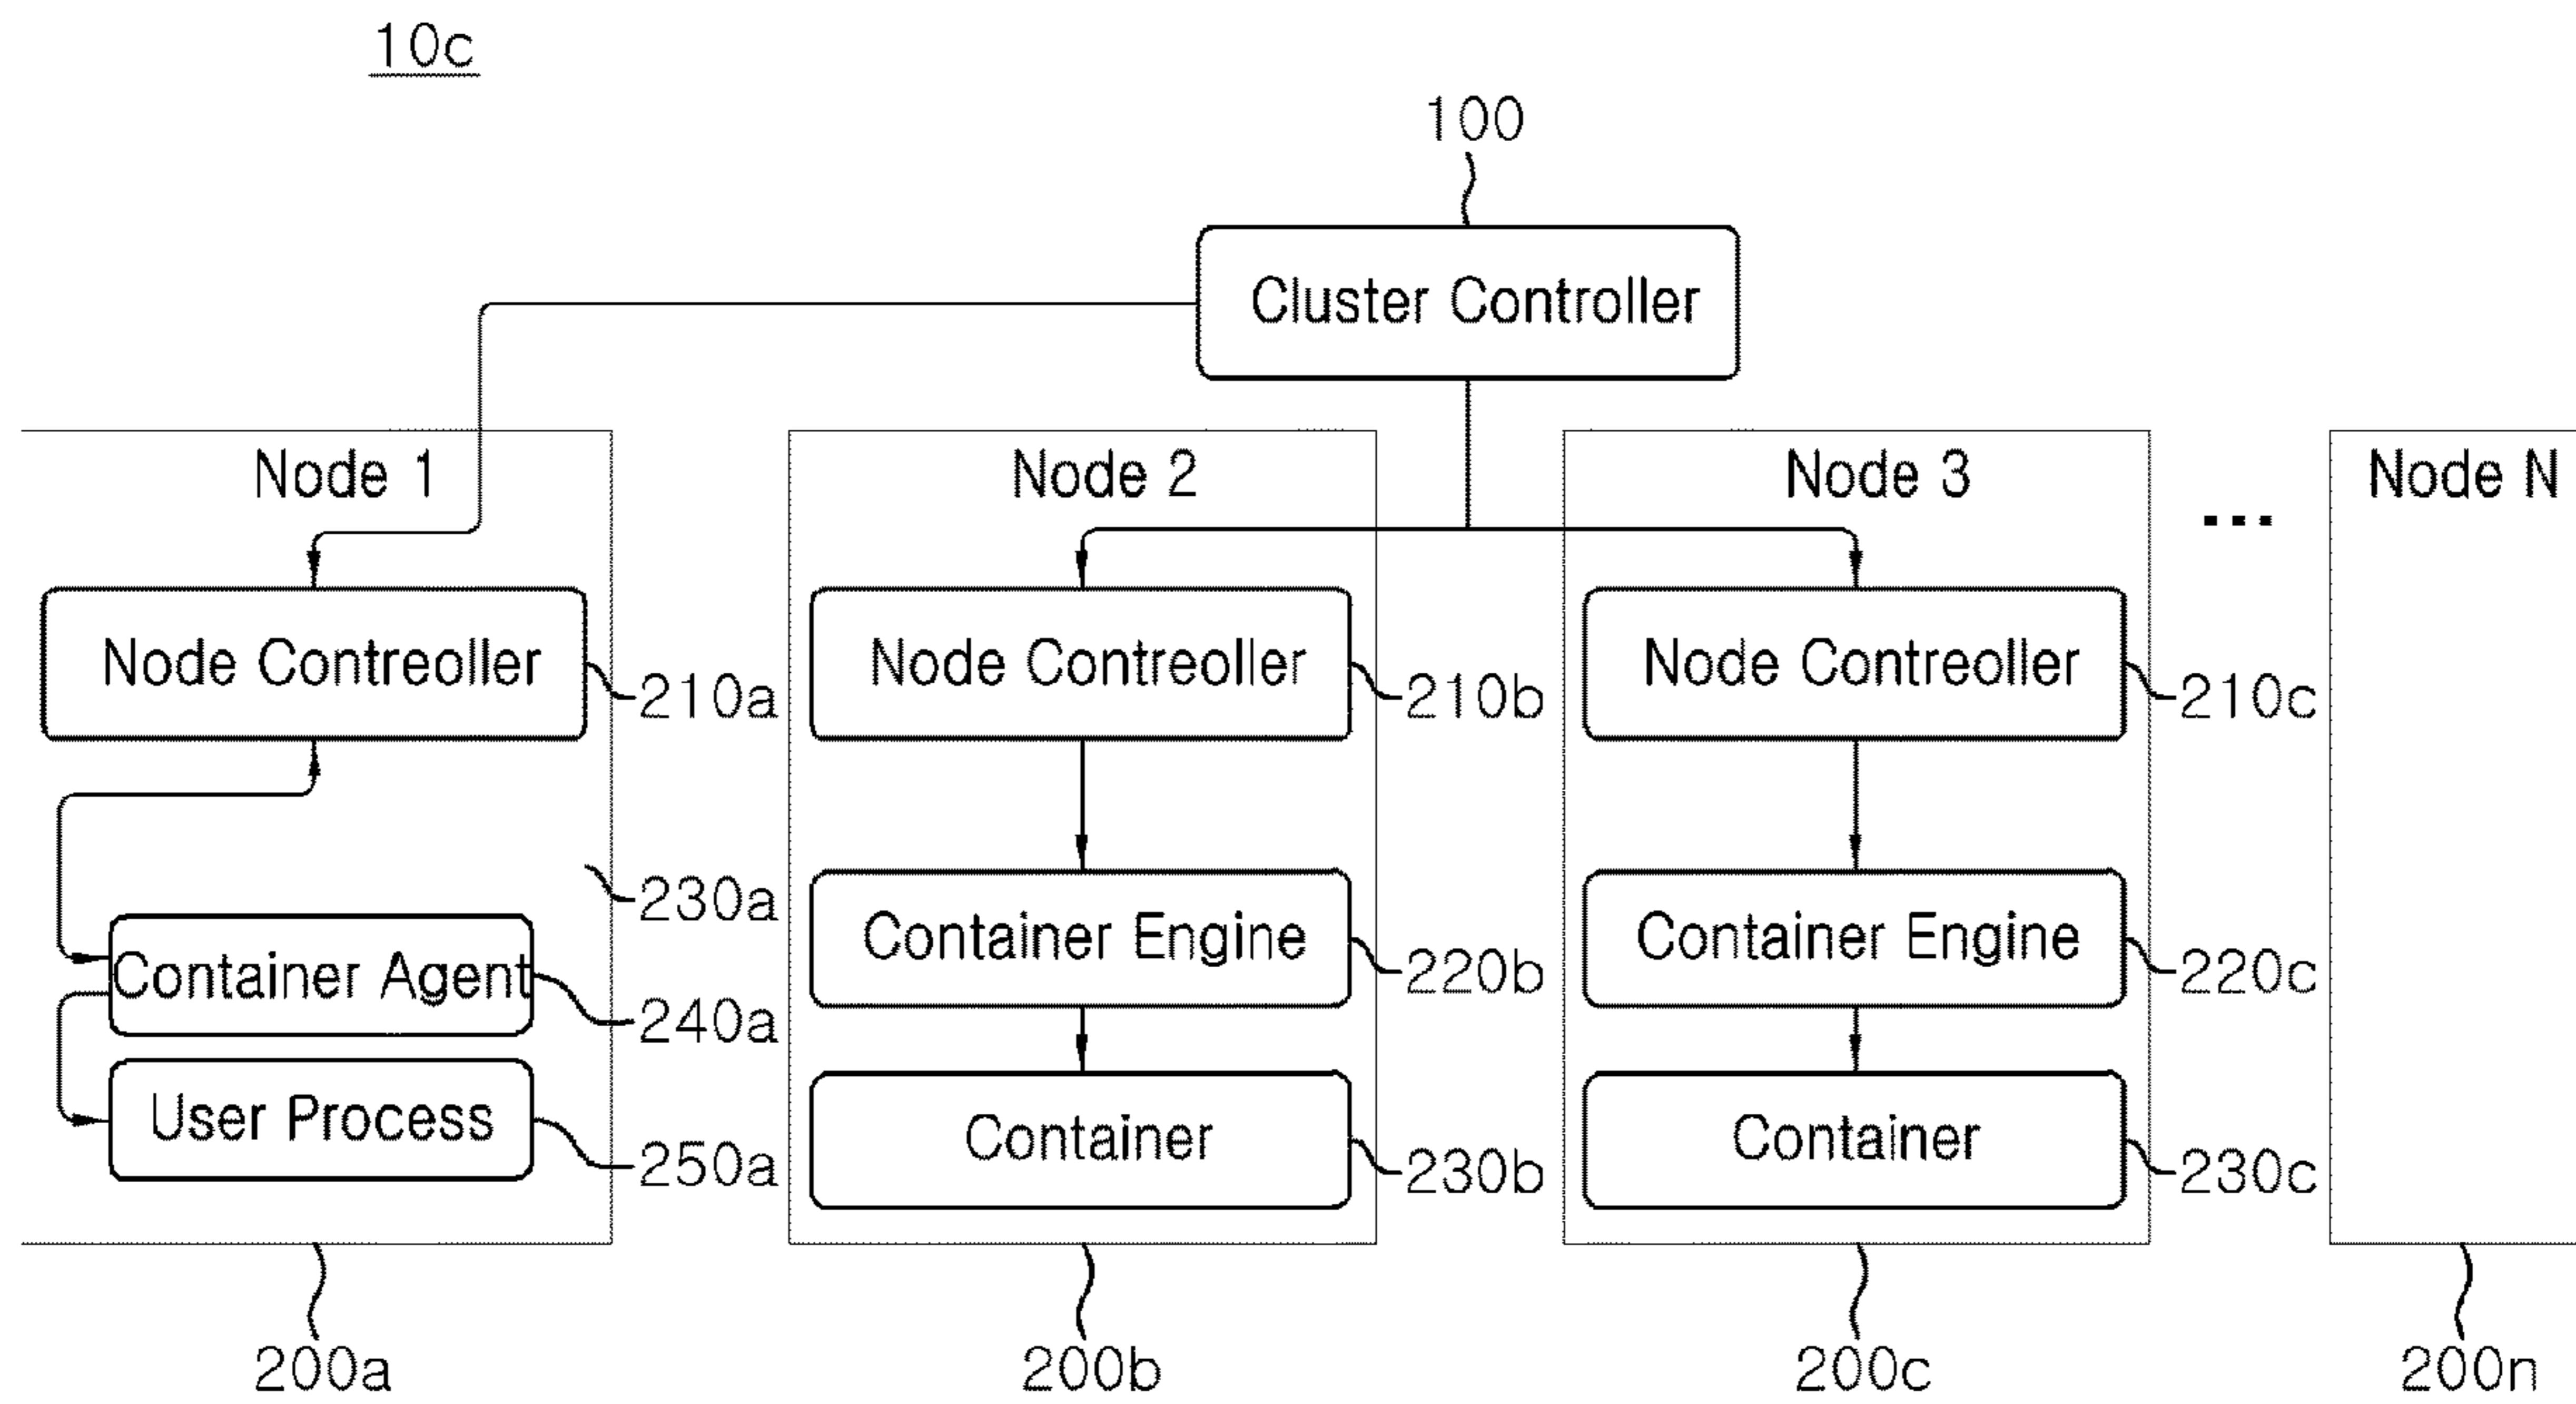 10c
100
Cluster Controller
Node 1
Node 2
Node 3
...
Node N
Node Contreoller
210a
Node Contreoller
210b
Node Contreoller
210c
230a
Container Agent
240a
User Process
250a
Container Engine
220b
Container
230b
Container Engine
220c
Container
230c
200a
200b
200c
200n